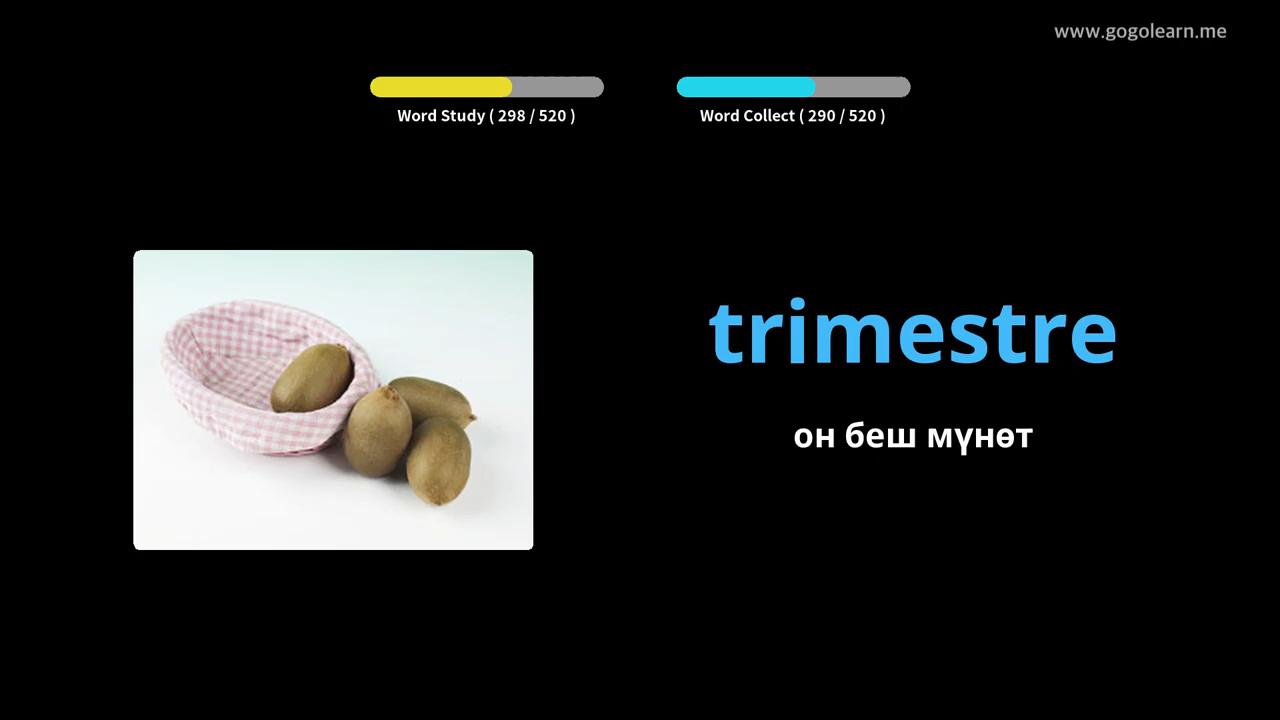 www.gogolearn.me
Word Study ( 298 / 520 )
Word Collect ( 290 / 520 )
trimestre
он беш мүнөт